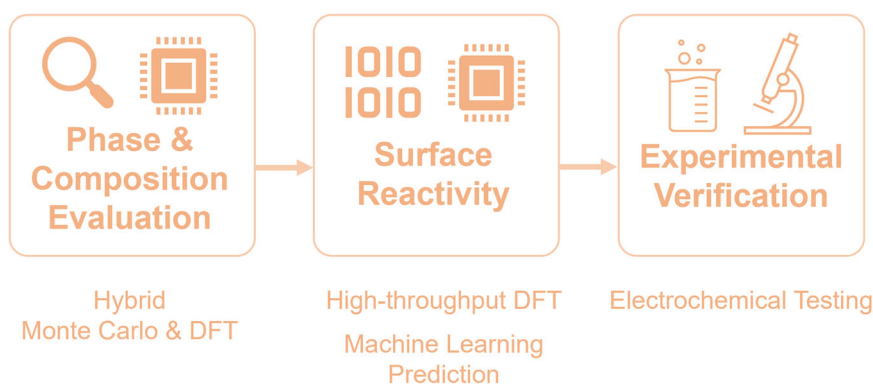 Phase &
Composition
Evaluation
1010
1010
Surface
Reactivity
Experimental
Verification
Hybrid
Monte Carlo & DFT
High-throughput DFT
Machine Learning
Prediction
Electrochemical Testing